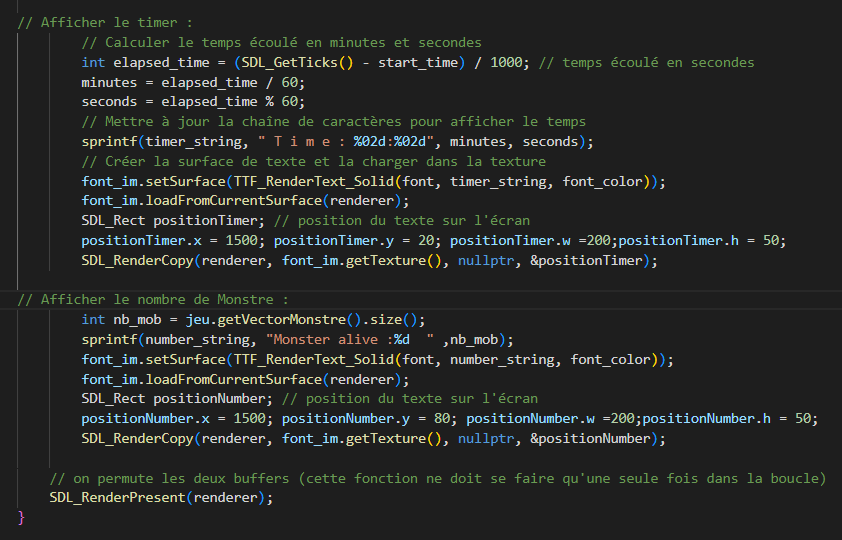 // Afficher le timer :
// Calculer le temps écoulé en minutes et secondes
int elapsed_time = (SDL_GetTicks() - start_time) / 1000; // temps écoulé en secondes
minutes = elapsed_time / 60;
seconds = elapsed_time % 60;
// Mettre à jour la chaîne de caractères pour afficher le temps
sprintf(timer_string, " T i m e : %02d:%02d", minutes, seconds);
// Créer la surface de texte et la charger dans la texture
font_im.setSurface(TTF_RenderText_Solid(font, timer_string, font_color));
font_im.loadFromCurrentSurface(renderer);
SDL_Rect positionTimer; // position du texte sur l'écran
positionTimer.x = 1500; positionTimer.y = 20; positionTimer.w =200;positionTimer.h = 50;
SDL_RenderCopy(renderer, font_im.getTexture(), nullptr, &positionTimer);
// Afficher le nombre de Monstre :
int nb_mob = jeu.getVectorMonstre().size();
sprintf(number_string, "Monster alive :%d  " ,nb_mob);
font_im.setSurface(TTF_RenderText_Solid(font, number_string, font_color));
font_im.loadFromCurrentSurface(renderer);
SDL_Rect positionNumber; // position du texte sur l'écran
positionNumber.x = 1500; positionNumber.y = 80; positionNumber.w =200;positionNumber.h = 50;
SDL_RenderCopy(renderer, font_im.getTexture(), nullptr, &positionNumber);
// on permute les deux buffers (cette fonction ne doit se faire qu'une seule fois dans la boucle)
SDL_RenderPresent(renderer);
}